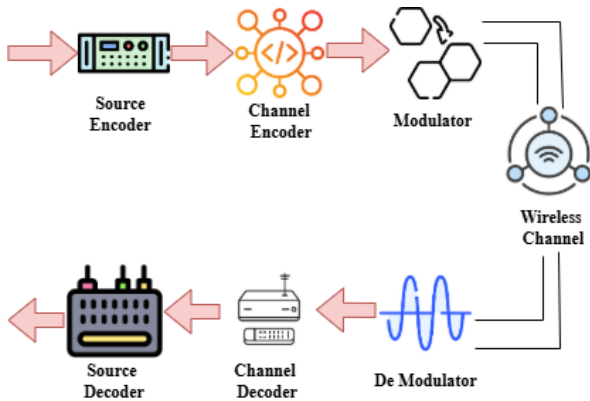 Source
Encoder
Channel
Encoder
Modulator
Wireless
Channel
Source
Decoder
Channel
Decoder
De Modulator